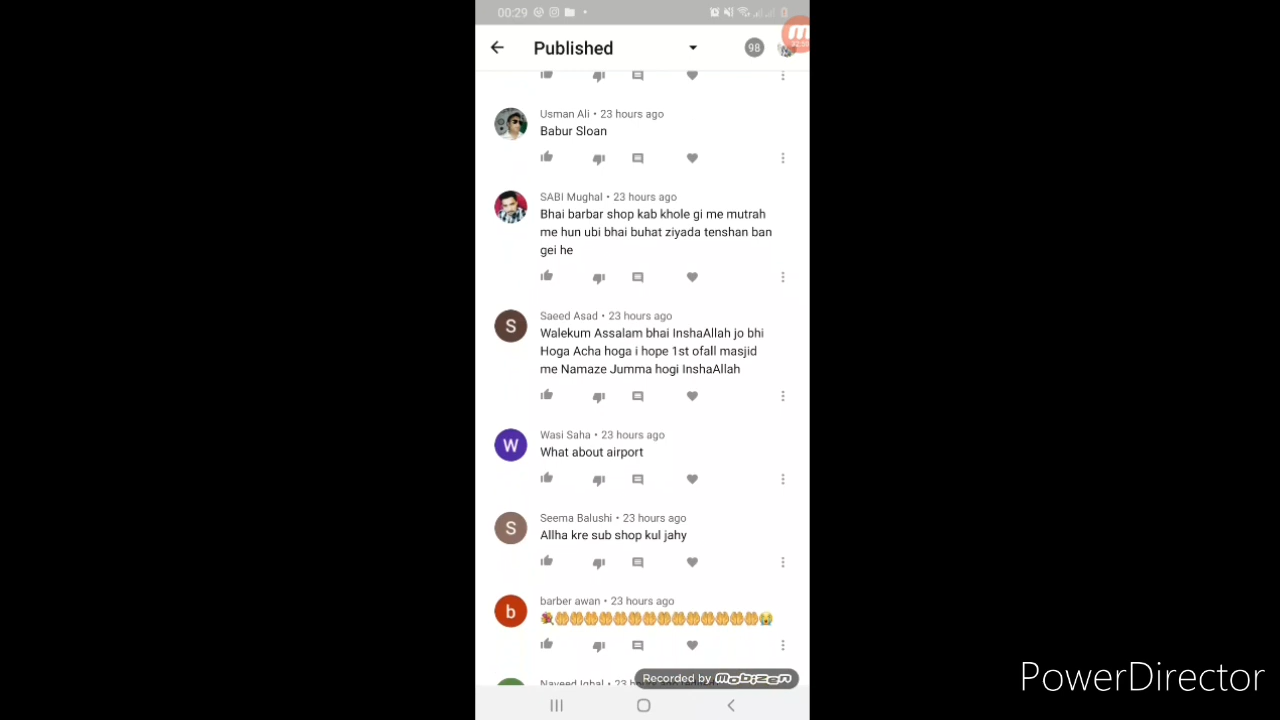 00:29
Published
98
Usman Ali • 23 hours ago
Babur Sloan
SABI Mughal • 23 hours ago
Bhai barbar shop kab khole gi me mutrah
me hun ubi bhai buhat ziyada tenshan ban
gei he
S
Saeed Asad • 23 hours ago
Walekum Assalam bhai InshaAllah jo bhi
Hoga Acha hoga i hope 1st ofall masjid
me Namaze Jumma hogi InshaAllah
W
Wasi Saha • 23 hours ago
What about airport
S
Seema Balushi • 23 hours ago
Allha kre sub shop kul jahy
b
barber awan • 23 hours ago
Naveed Iqbal • 23
Recorded by Mobizen
PowerDirector